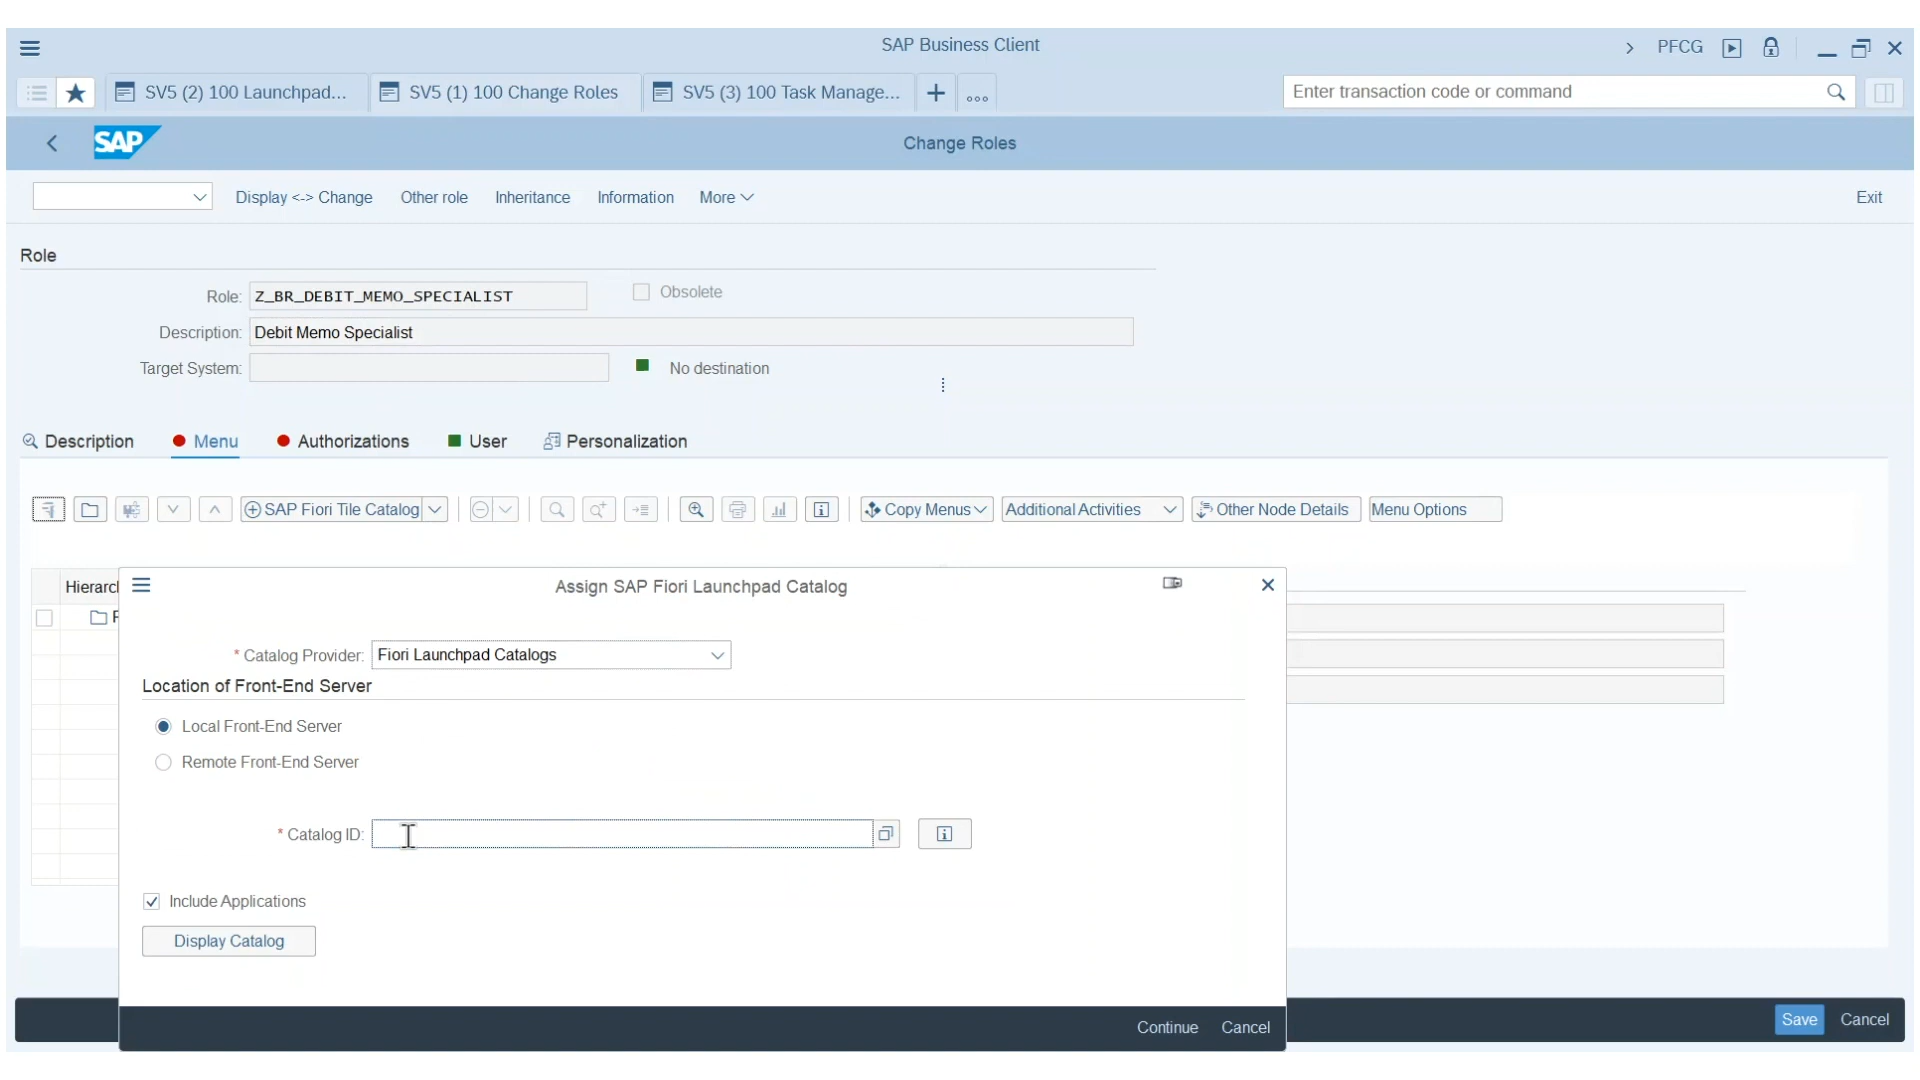 SAP Business Client
PFCG
SV5 (2) 100 Launchpad...
SV5 (1) 100 Change Roles
SV5 (3) 100 Task Manage...
Enter transaction code or command
SAP
Change Roles
Display <-> Change
Other role
Inheritance
Information
More
Exit
Role
Role: Z_BR_DEBIT_MEMO_SPECIALIST
Obsolete
Description: Debit Memo Specialist
Target System:
No destination
Description
Menu
Authorizations
User
Personalization
SAP Fiori Tile Catalog
Copy Menus
Additional Activities
Other Node Details
Menu Options
Hierarc
Assign SAP Fiori Launchpad Catalog
* Catalog Provider: Fiori Launchpad Catalogs
Location of Front-End Server
Local Front-End Server
Remote Front-End Server
* Catalog ID:
Include Applications
Display Catalog
Continue
Cancel
Save
Cancel